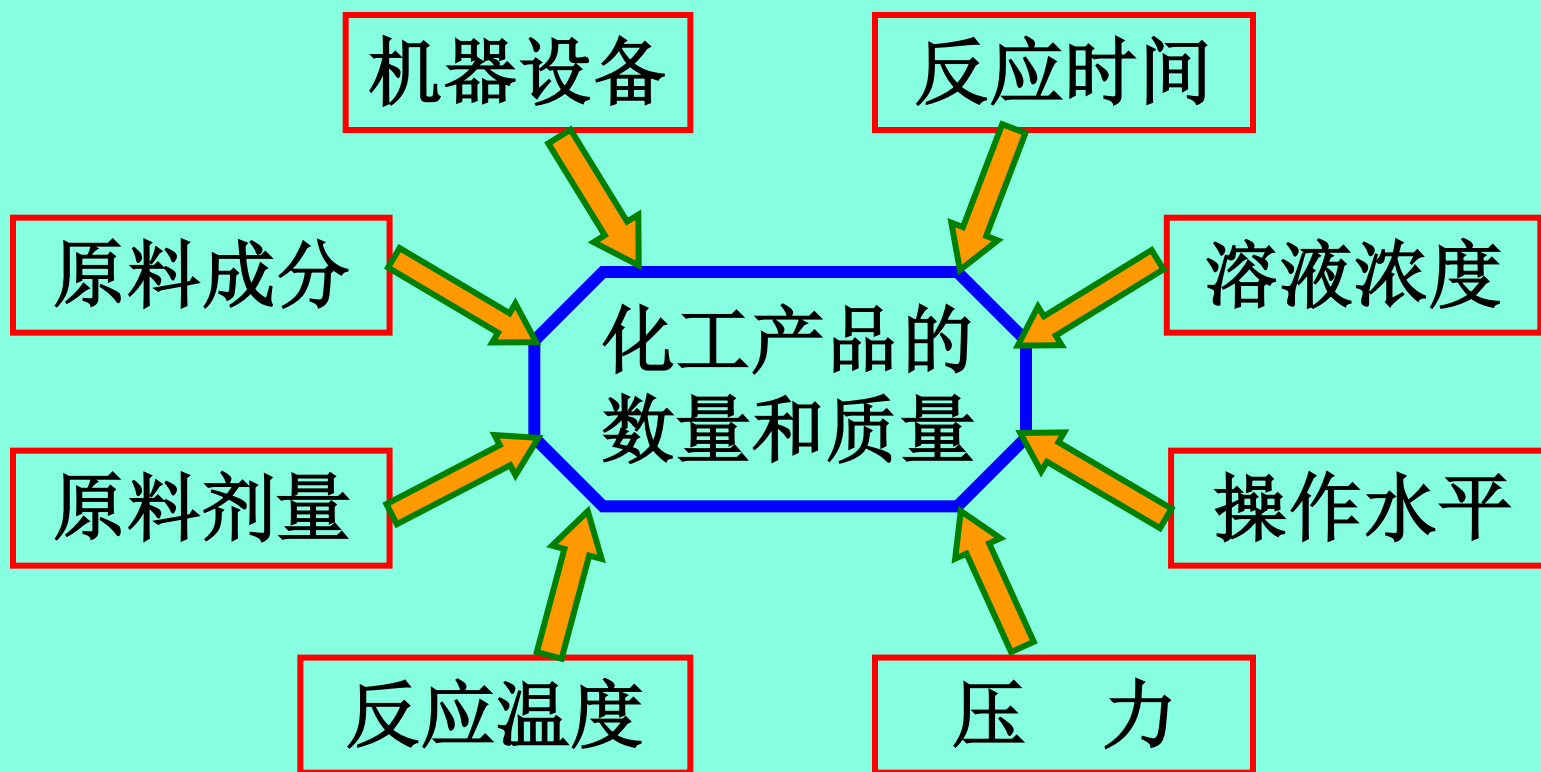 机器设备
反应时间
原料成分
溶液浓度
化工产品的
数量和质量
原料剂量
操作水平
反应温度
压 力